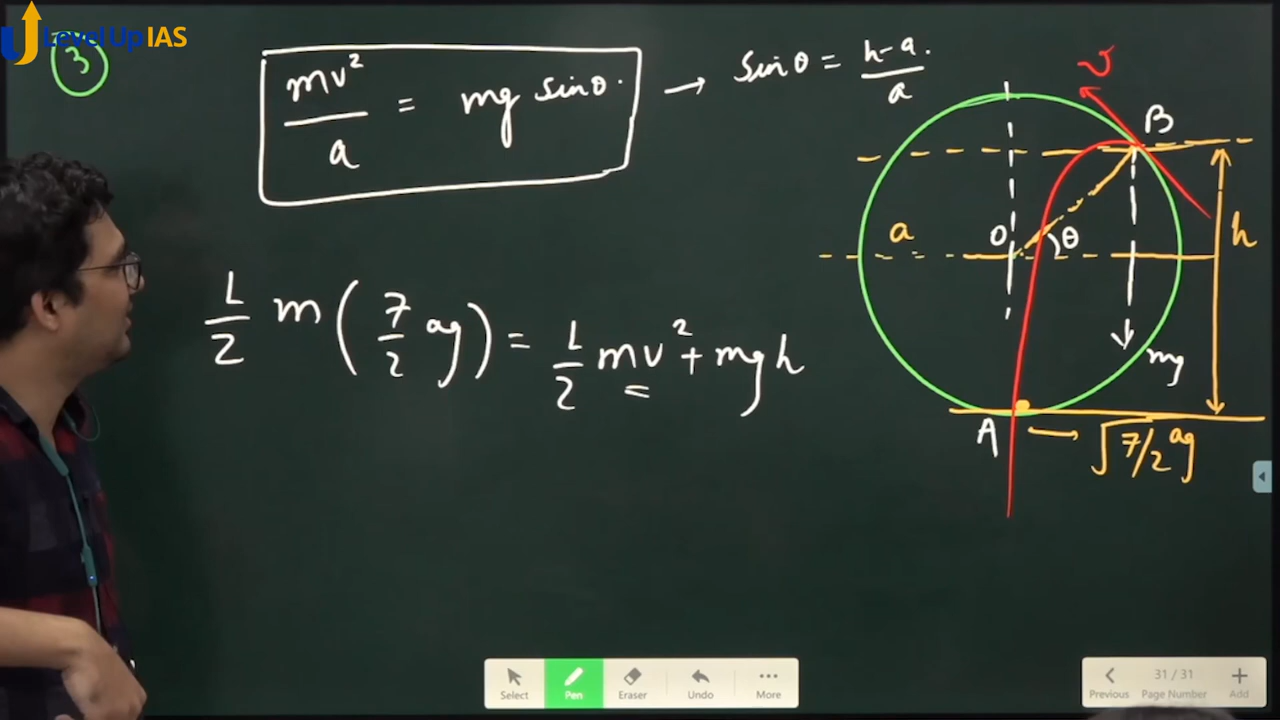 Level Up IAS
3
mv²/a = mg sinθ. → sinθ = h-a./a
v
B
a
O
θ
h
1/2 m (7/2 ag) = 1/2 mv² + mgh
mg
A → √7/2 ag
Select Pen Eraser Undo More
31 / 31
Previous Page Number Add